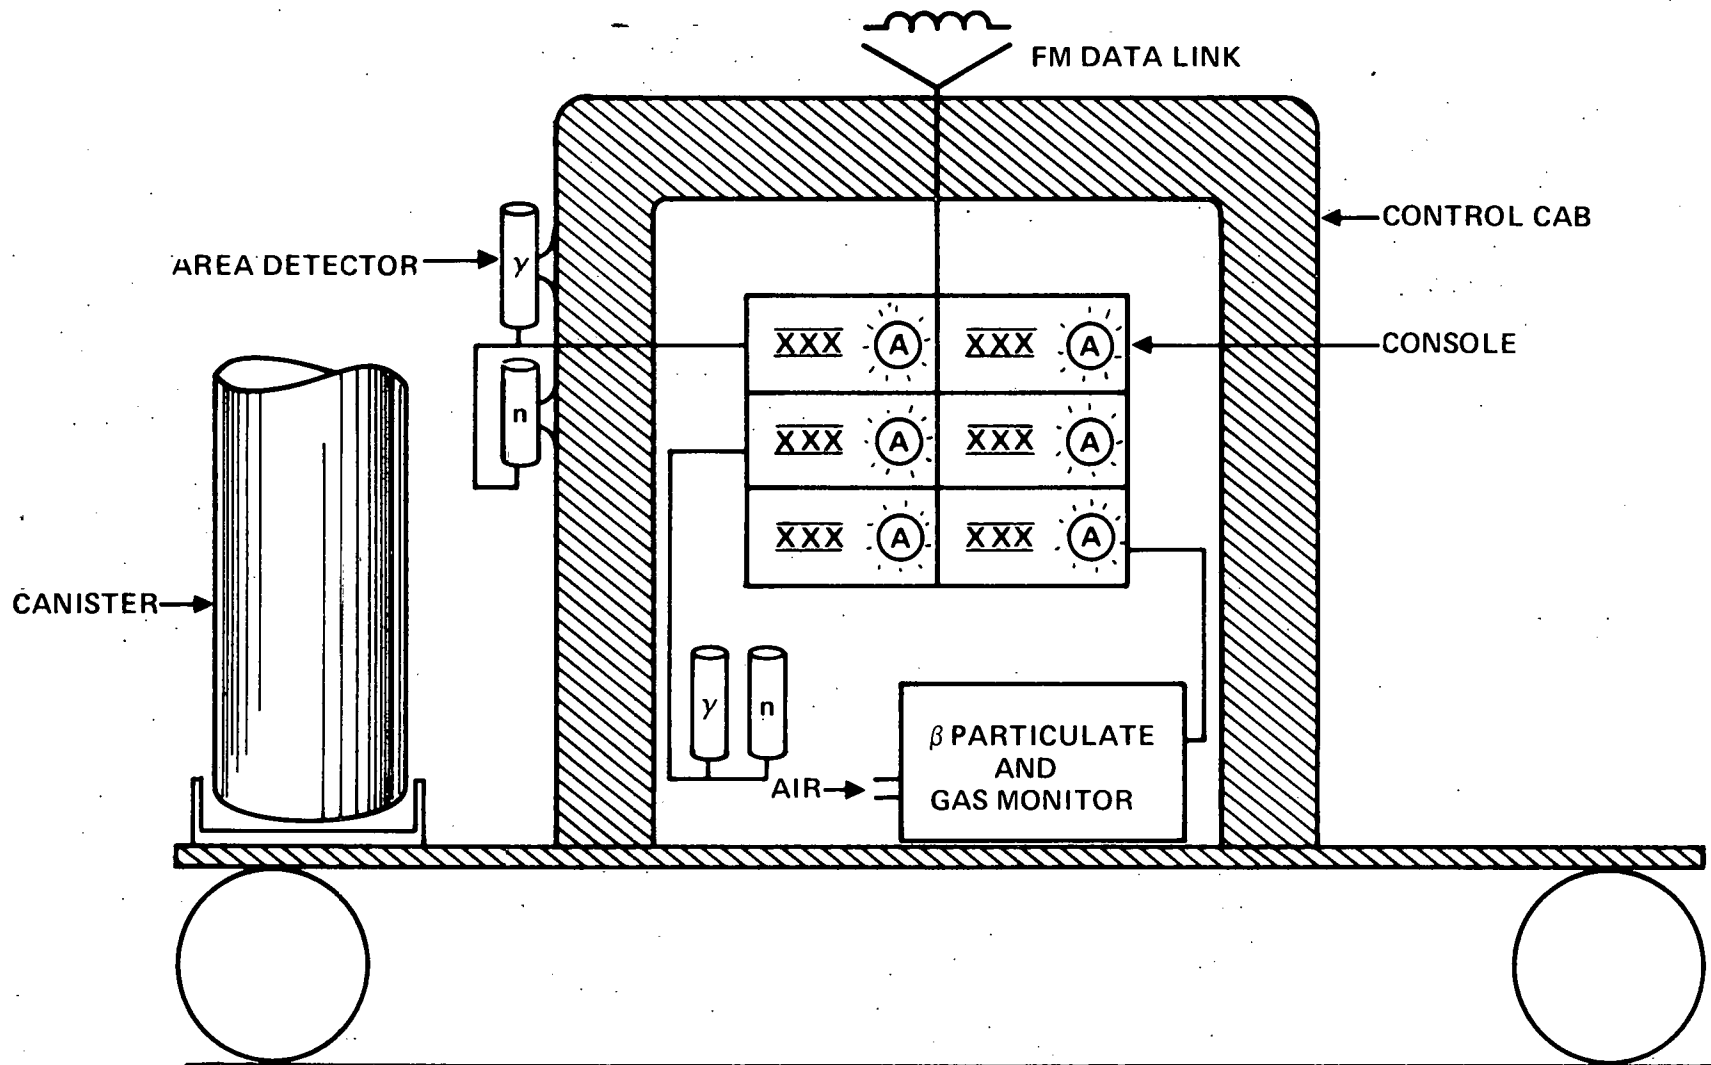 FM DATA LINK
CONTROL CAB
AREA DETECTOR
γ
XXX A XXX A
CONSOLE
n
XXX A XXX A
XXX A XXX A
CANISTER
γ n
β PARTICULATE
AND
GAS MONITOR
AIR